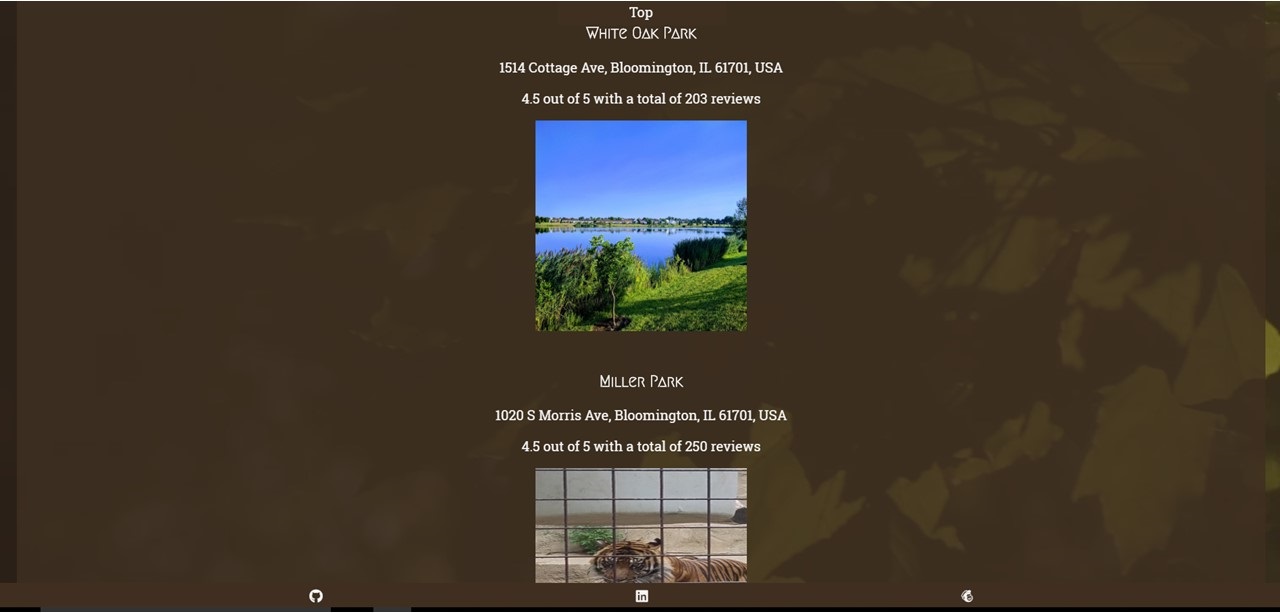 Top
White Oak Park
1514 Cottage Ave, Bloomington, IL 61701, USA
4.5 out of 5 with a total of 203 reviews
Miller Park
1020 S Morris Ave, Bloomington, IL 61701, USA
4.5 out of 5 with a total of 250 reviews
in